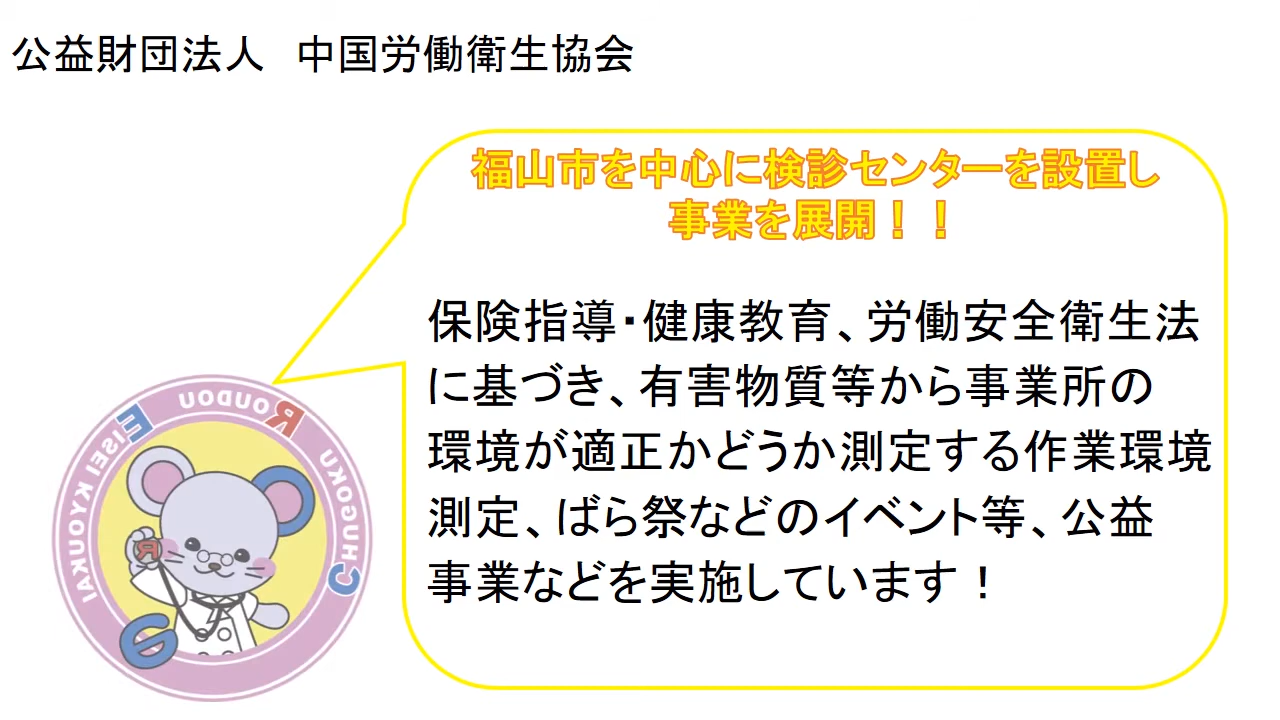 公益財団法人　中国労働衛生協会
福山市を中心に検診センターを設置し
事業を展開！！
保険指導・健康教育、労働安全衛生法
に基づき、有害物質等から事業所の
環境が適正かどうか測定する作業環境
測定、ばら祭などのイベント等、公益
事業などを実施しています！
CHUGOKU ROUDOU EISEI KYOUKAI
R